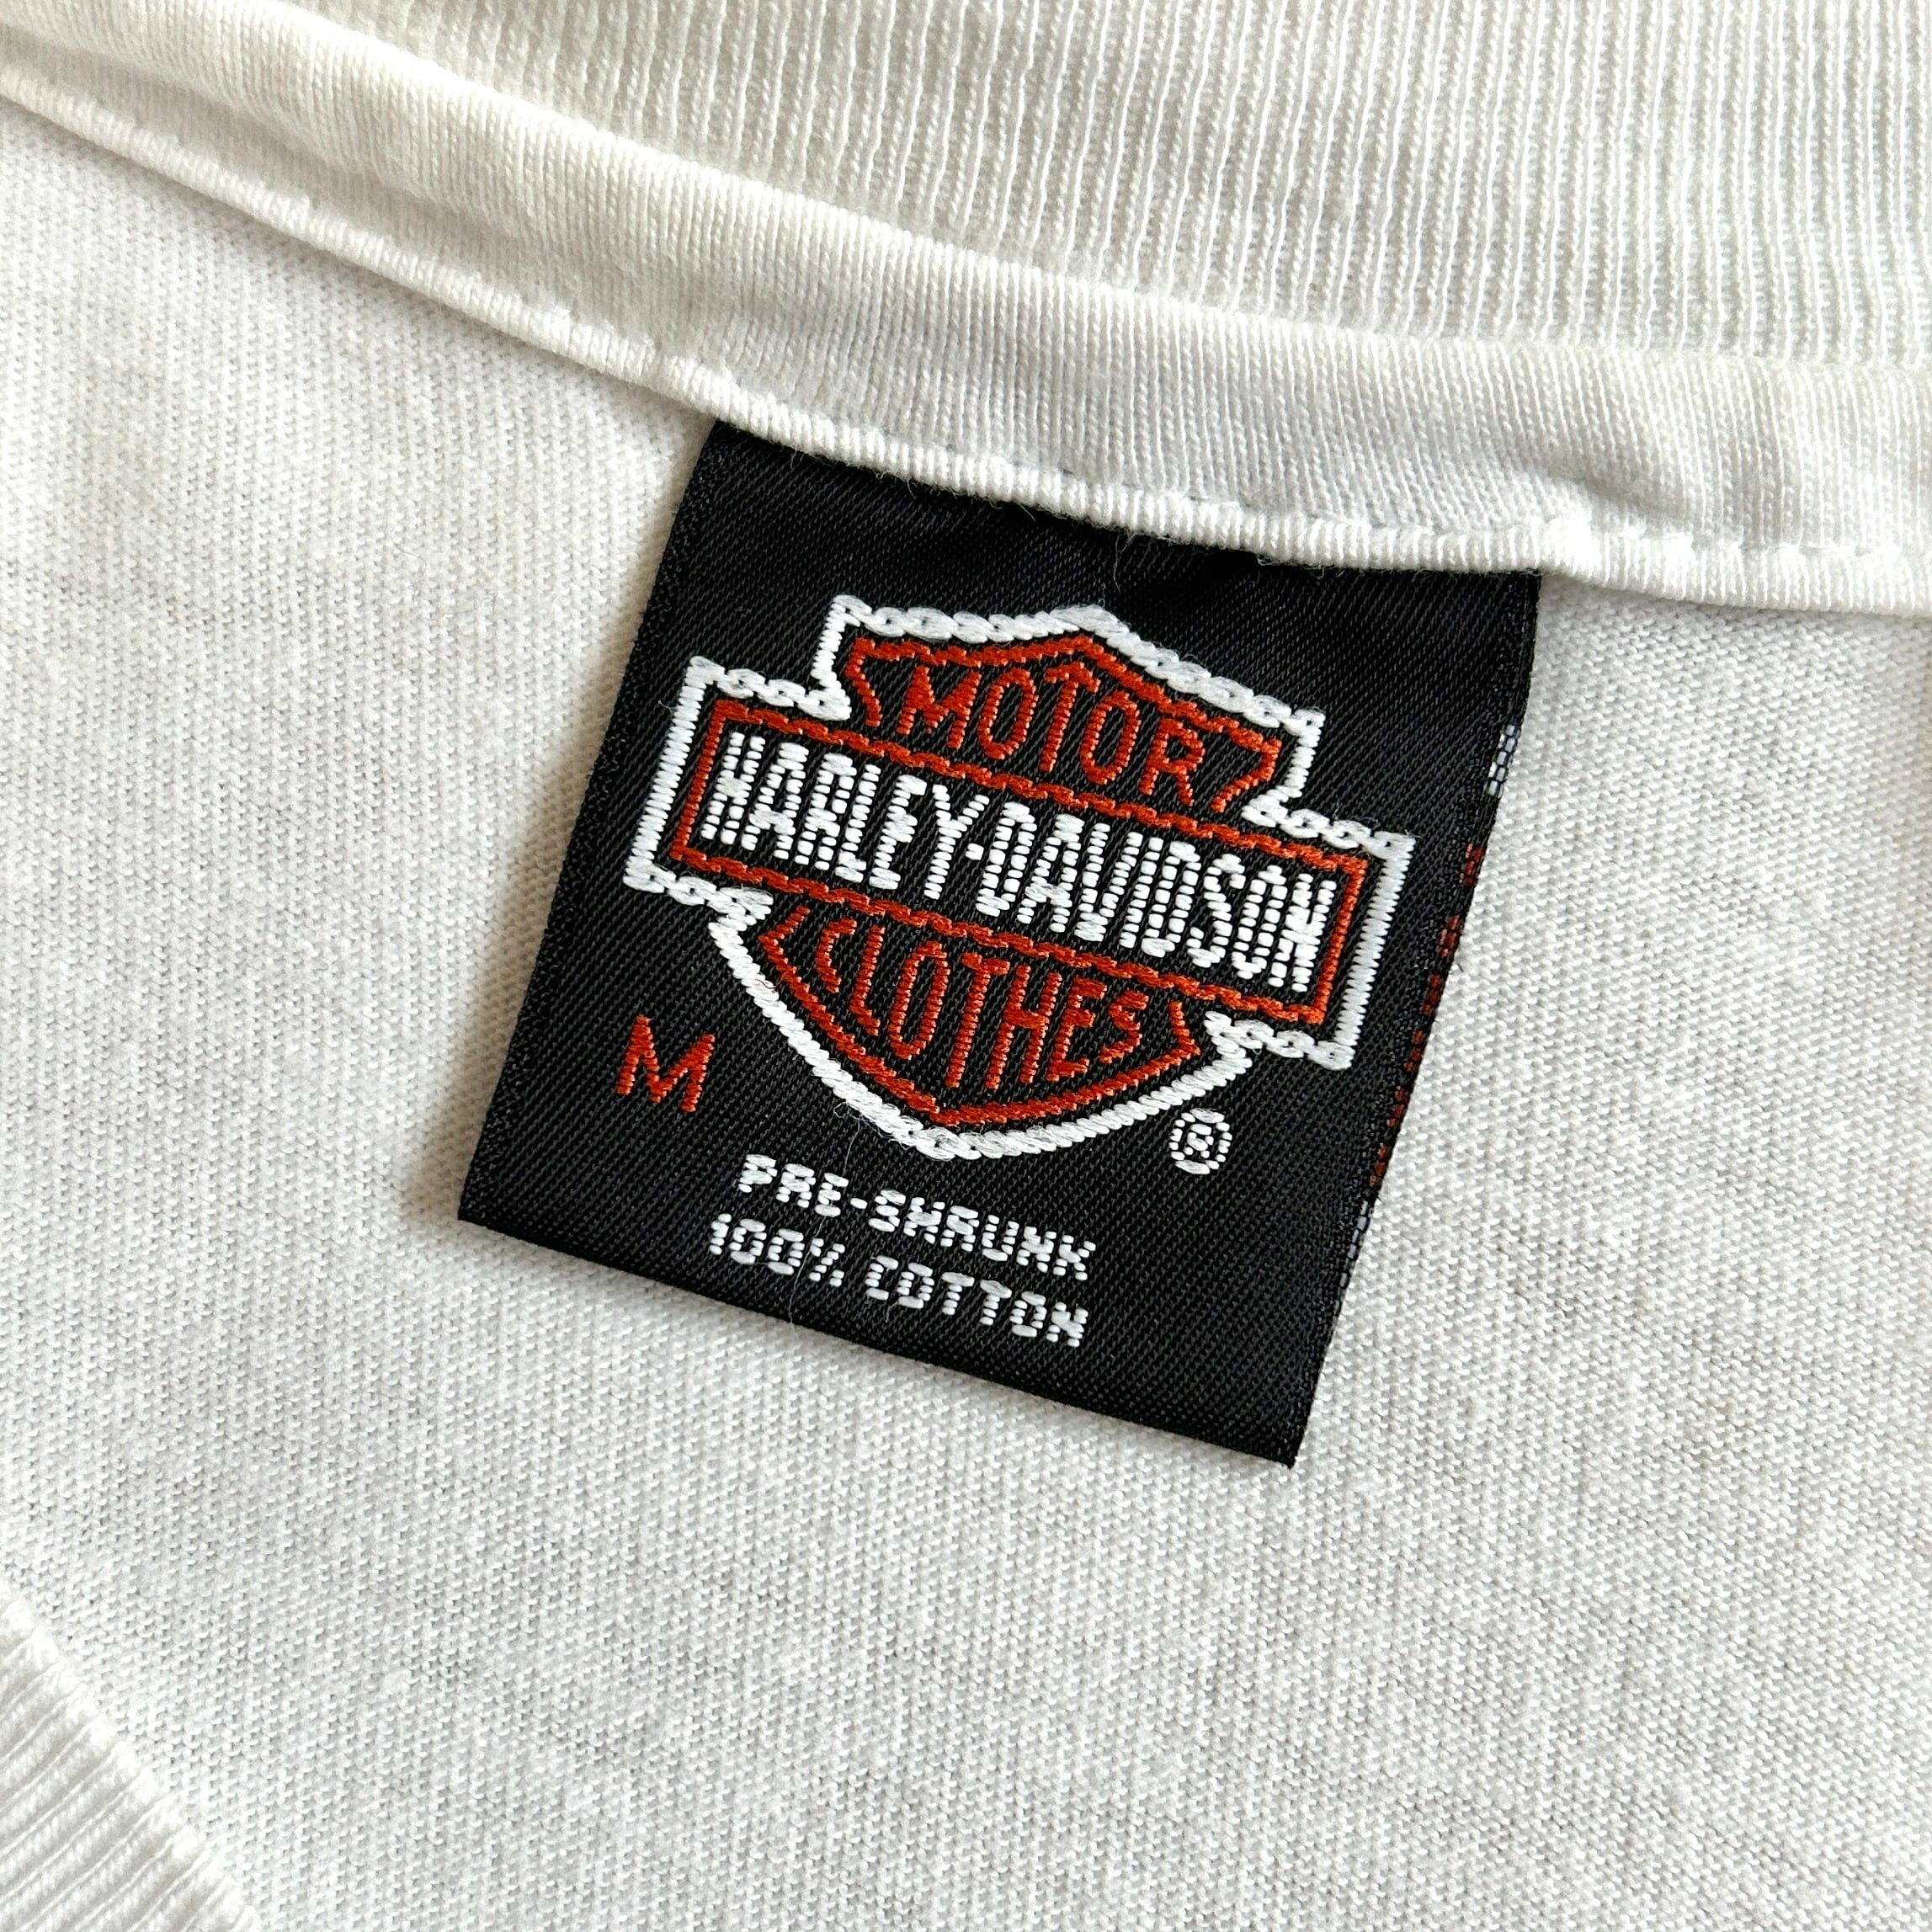 MOTOR
HARLEY-DAVIDSON
CLOTHES
M
®
PRE-SHRUNK
100% COTTON